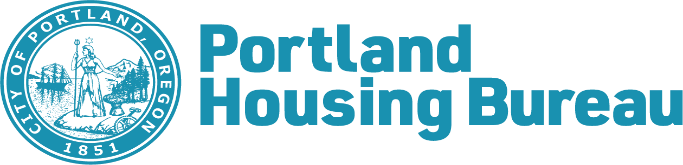 CITY OF PORTLAND, OREGON
1851
Portland
Housing Bureau